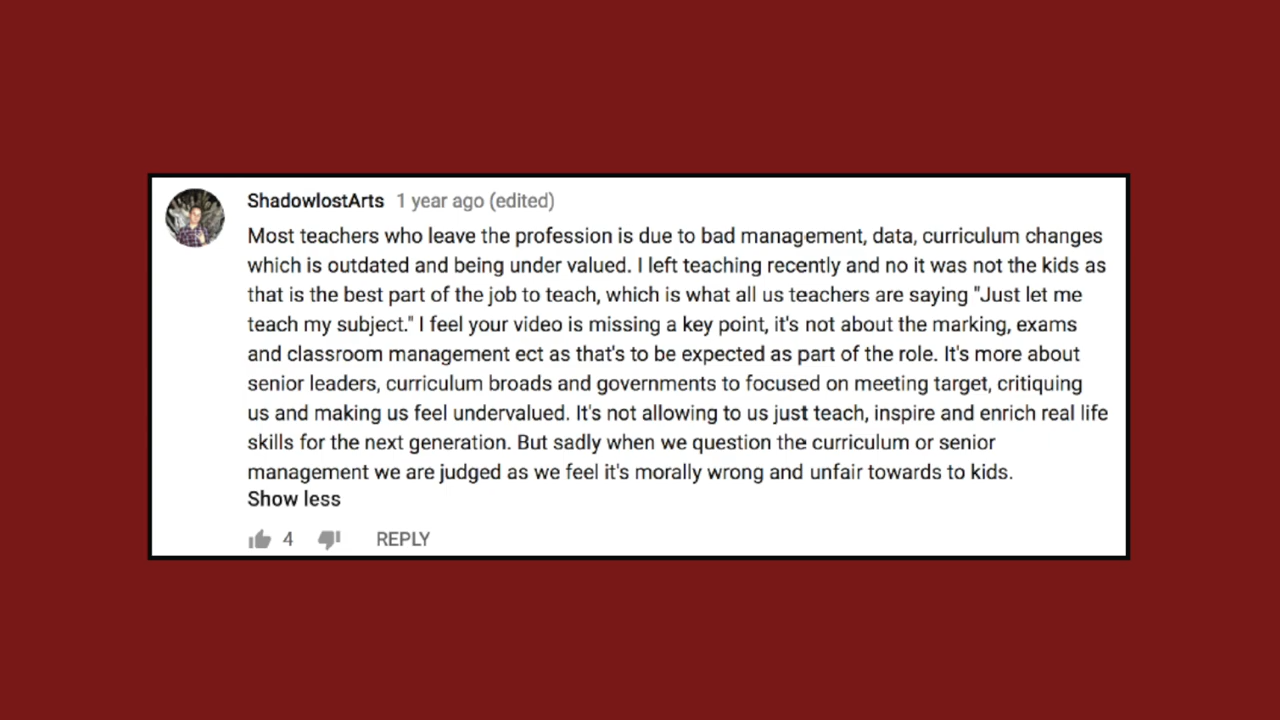 ShadowlostArts 1 year ago (edited)
Most teachers who leave the profession is due to bad management, data, curriculum changes
which is outdated and being under valued. I left teaching recently and no it was not the kids as
that is the best part of the job to teach, which is what all us teachers are saying "Just let me
teach my subject." I feel your video is missing a key point, it's not about the marking, exams
and classroom management ect as that's to be expected as part of the role. It's more about
senior leaders, curriculum broads and governments to focused on meeting target, critiquing
us and making us feel undervalued. It's not allowing to us just teach, inspire and enrich real life
skills for the next generation. But sadly when we question the curriculum or senior
management we are judged as we feel it's morally wrong and unfair towards to kids.
Show less
4 REPLY